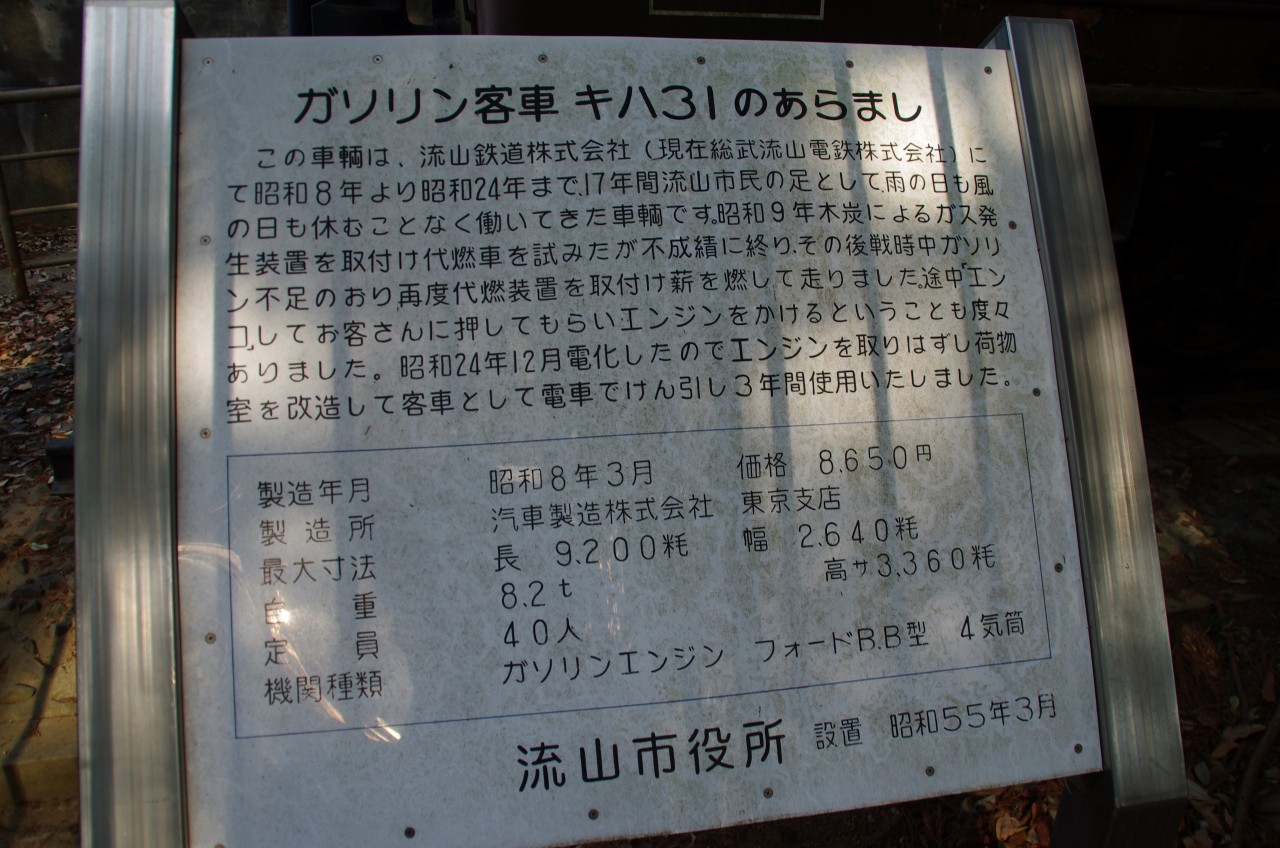 ガソリン客車 キハ31のあらまし
この車輌は、流山鉄道株式会社（現在総武流山電鉄株式会社）に
て昭和8年より昭和24年まで、17年間流山市民の足として、雨の日も風
の日も休むことなく働いてきた車輌です。昭和9年木炭によるガス発
生装置を取付け代燃車を試みたが不成績に終り、その後戦時中ガソリ
ン不足のおり再度代燃装置を取付け薪を燃して走りました。途中"エン
コ"してお客さんに押してもらいエンジンをかけるということも度々
ありました。昭和24年12月電化したのでエンジンを取りはずし荷物
室を改造して客車として電車でけん引し3年間使用いたしました。
製造年月 昭和8年3月 価格 8,650円
製造所 汽車製造株式会社 東京支店
最大寸法 長 9,200粍 幅 2,640粍
高サ3,360粍
自重 8.2t
定員 40人
機関種類 ガソリンエンジン フォードB.B型 4気筒
流山市役所 設置 昭和55年3月